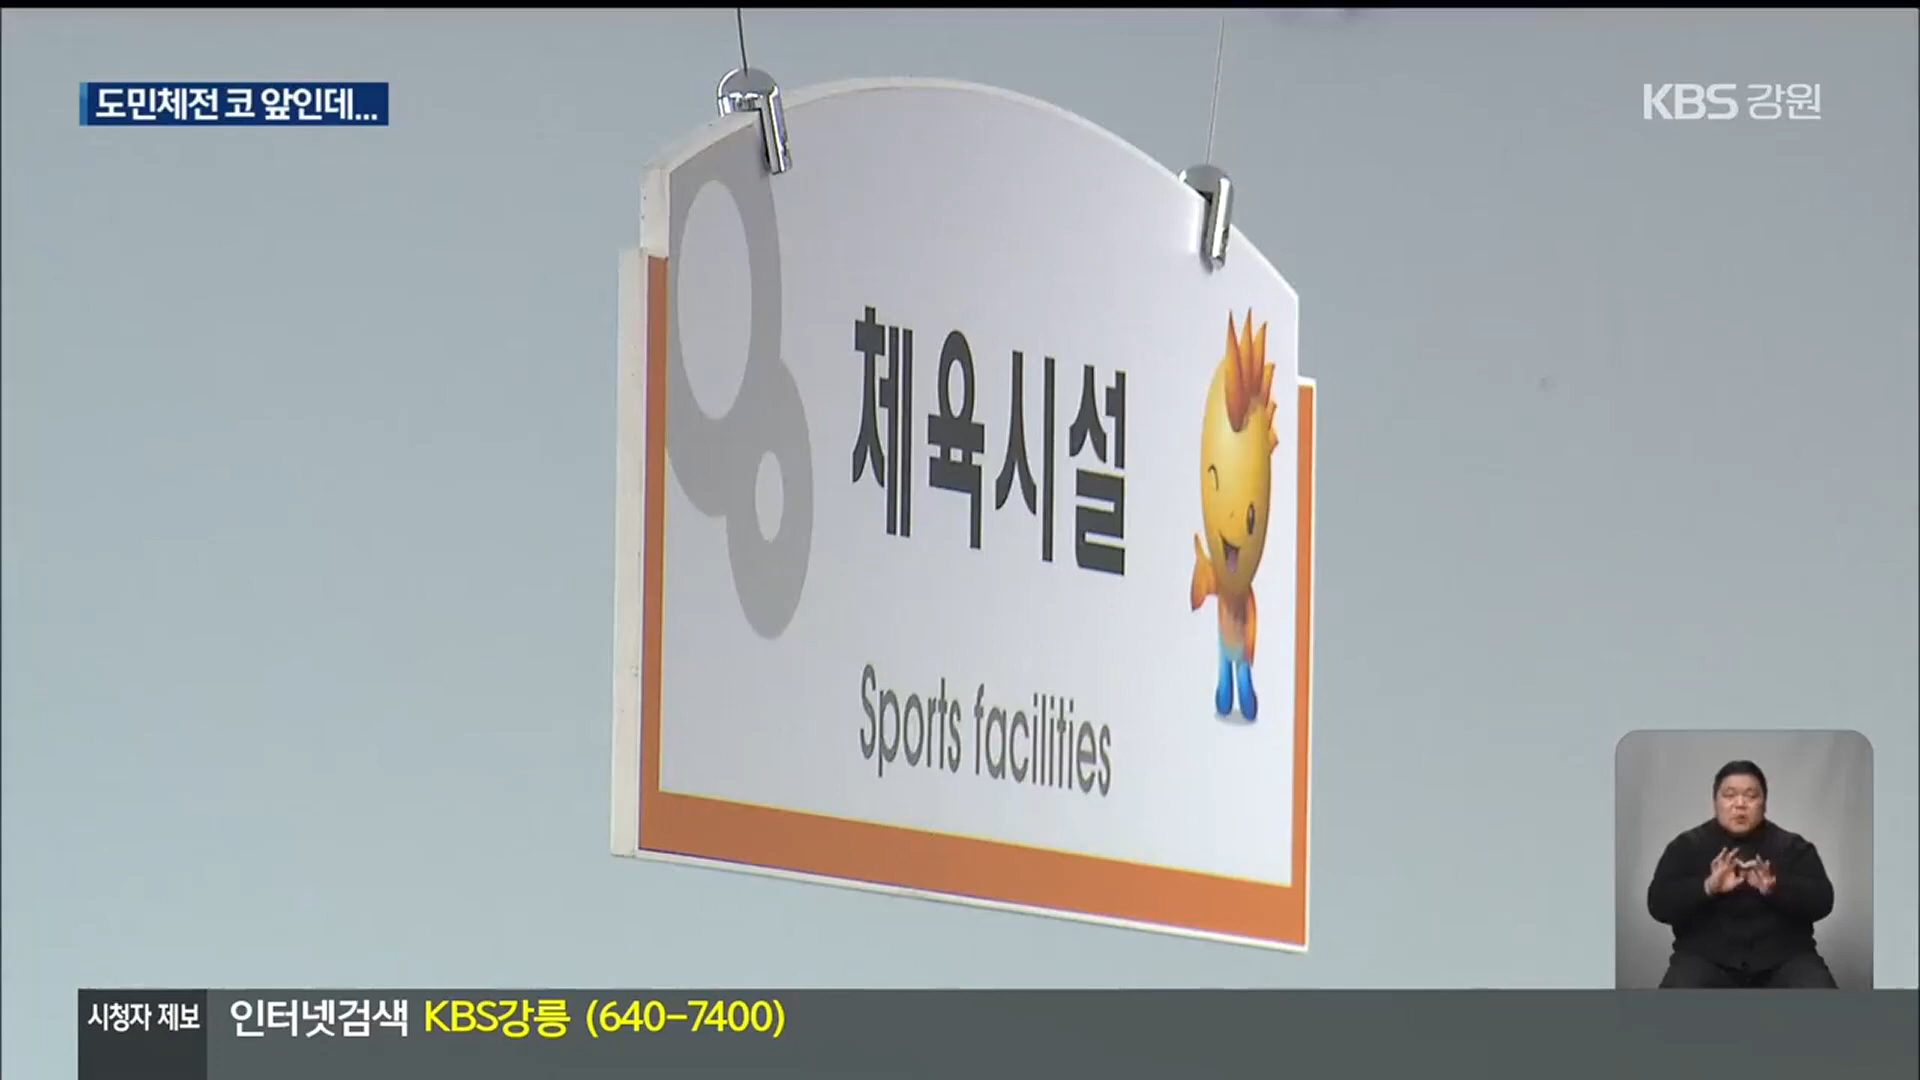 도민체전 코 앞인데...
KBS 강원
체육시설
Sports facilities
시청자 제보
인터넷검색 KBS강릉 (640-7400)